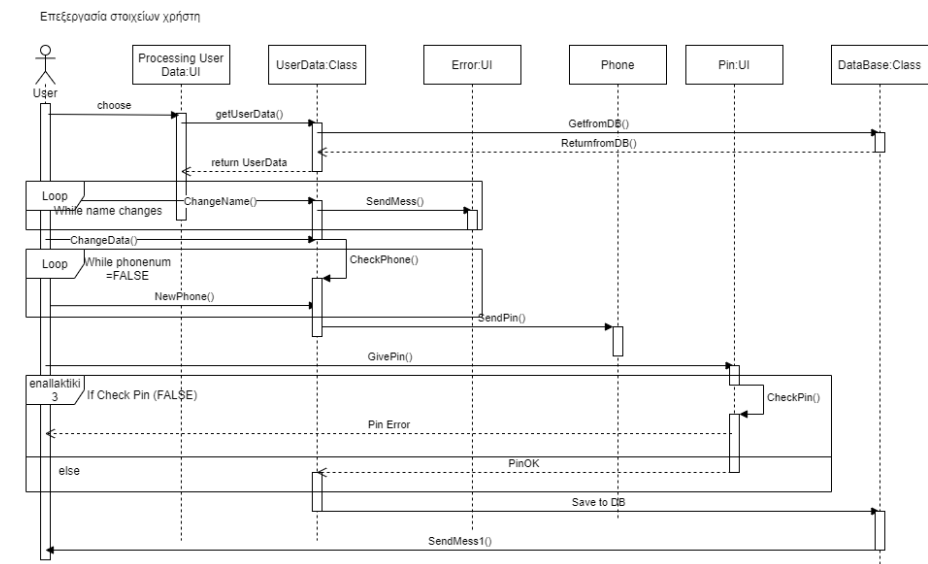 Επεξεργασία στοιχείων χρήστη
User
Processing User
Data:UI
UserData:Class
Error:UI
Phone
Pin:UI
DataBase:Class
choose
getUserData()
GetfromDB()
ReturnfromDB()
return UserData
Loop
While name changes
ChangeName()
SendMess()
ChangeData()
Loop
While phonenum
=FALSE
CheckPhone()
NewPhone()
SendPin()
GivePin()
enallaktiki
3
If Check Pin (FALSE)
CheckPin()
Pin Error
else
PinOK
Save to DB
SendMess1()